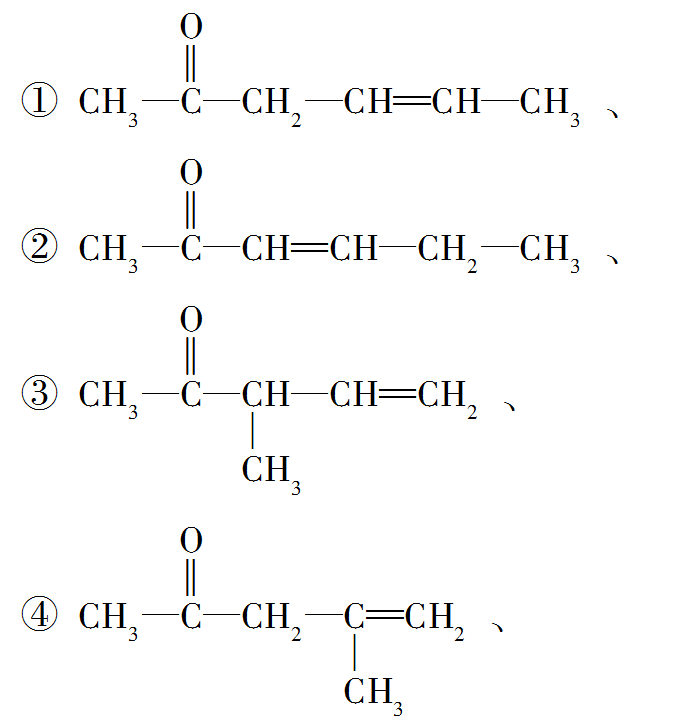 O
‖
① CH₃—C—CH₂—CH=CH—CH₃ 、
O
‖
② CH₃—C—CH=CH—CH₂—CH₃ 、
O
‖
③ CH₃—C—CH—CH=CH₂ 、
|
CH₃
O
‖
④ CH₃—C—CH₂—C=CH₂ 、
|
CH₃